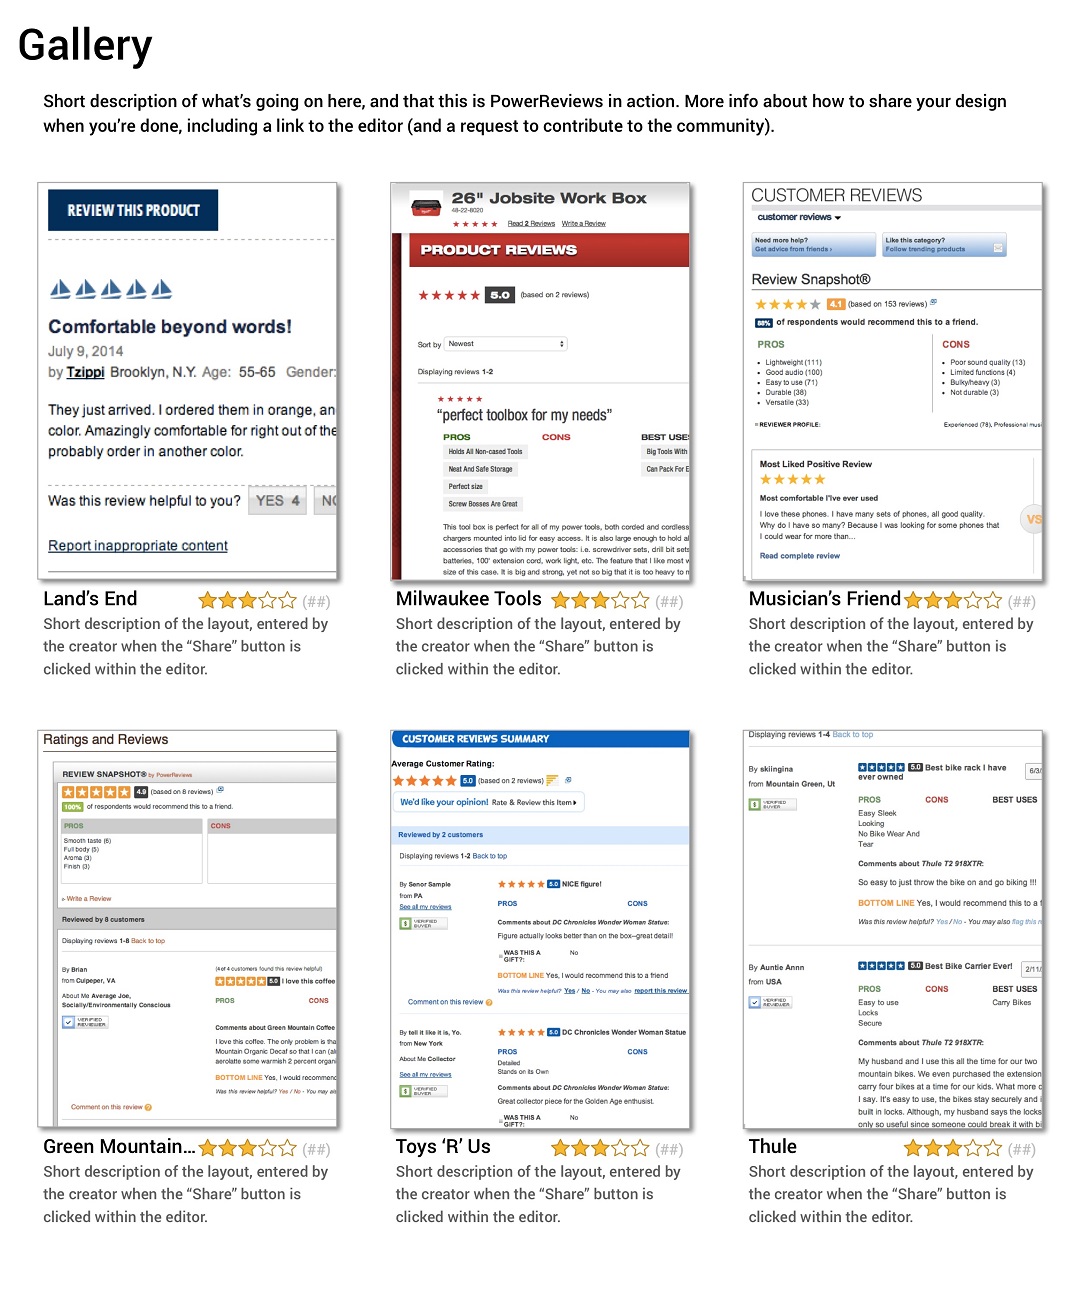 Gallery
Short description of what's going on here, and that this is PowerReviews in action. More info about how to share your design
when you're done, including a link to the editor (and a request to contribute to the community).
REVIEW THIS PRODUCT
Comfortable beyond words!
July 9, 2014
by Tzippi Brooklyn, N.Y. Age: 55-65 Gender:
They just arrived. I ordered them in orange, an
color. Amazingly comfortable for right out of the
probably order in another color.
Was this review helpful to you? YES 4 NO
Report inappropriate content
Land's End (##)
Short description of the layout, entered by
the creator when the "Share" button is
clicked within the editor.
26" Jobsite Work Box
48-22-8020
Read 2 Reviews Write a Review
PRODUCT REVIEWS
5.0 (based on 2 reviews)
Sort by Newest
Displaying reviews 1-2
"perfect toolbox for my needs"
PROS CONS BEST USES
Holds All Non-cased Tools Big Tools With
Neat And Safe Storage Can Pack For E
Perfect size
Screw Bosses Are Great
This tool box is perfect for all of my power tools, both corded and cordless
chargers mounted into lid for easy access. It is also large enough to hold al
accessories that go with my power tools: i.e. screwdriver sets, drill bit sets
batteries, 100' extension cord, work light, etc. The feature that I like most v
size of this case. It is big and strong, yet not so big that it is too heavy to n
Milwaukee Tools (##)
Short description of the layout, entered by
the creator when the "Share" button is
clicked within the editor.
CUSTOMER REVIEWS
customer reviews
Need more help? Like this category?
Get advice from friends › Follow trending products
Review Snapshot®
4.1 (based on 153 reviews)
88% of respondents would recommend this to a friend.
PROS CONS
Lightweight (111) Poor sound quality (13)
Good audio (100) Limited functions (4)
Easy to use (71) Bulky/heavy (3)
Durable (38) Not durable (3)
Versatile (33)
REVIEWER PROFILE: Experienced (78), Professional musi
Most Liked Positive Review
Most comfortable I've ever used
I love these phones. I have many sets of phones, all good quality.
Why do I have so many? Because I was looking for some phones that
I could wear for more than...
VS
Read complete review
Musician's Friend (##)
Short description of the layout, entered by
the creator when the "Share" button is
clicked within the editor.
Ratings and Reviews
REVIEW SNAPSHOT® by PowerReviews
4.9 (based on 8 reviews)
100% of respondents would recommend this to a friend.
PROS CONS
Smooth taste (6)
Full body (5)
Aroma (3)
Finish (3)
» Write a Review
Reviewed by 8 customers
Displaying reviews 1-8 Back to top
By Brian
from Culpeper, VA
About Me Average Joe,
Socially/Environmentally Conscious
VERIFIED
REVIEWER
(4 of 4 customers found this review helpful)
5.0 I love this coffee
PROS CONS
Comments about Green Mountain Coffee
I love this coffee. The only problem is tha
Mountain Organic Decaf so that I can (al
aerolatte some warmish 2 percent organi
BOTTOM LINE Yes, I would recommend
Was this review helpful? Yes / No - You may als
Comment on this review
Green Mountain... (##)
Short description of the layout, entered by
the creator when the "Share" button is
clicked within the editor.
CUSTOMER REVIEWS SUMMARY
Average Customer Rating:
5.0 (based on 2 reviews)
We'd like your opinion! Rate & Review this Item
Reviewed by 2 customers
Displaying reviews 1-2 Back to top
By Senor Sample
from PA
See all my reviews
VERIFIED
BUYER
5.0 NICE figure!
PROS CONS
Comments about DC Chronicles Wonder Woman Statue:
Figure actually looks better than on the box--great detail!
WAS THIS A GIFT?: No
BOTTOM LINE Yes, I would recommend this to a friend
Was this review helpful? Yes / No - You may also report this review
Comment on this review
By tell it like it is, Yo.
from New York
About Me Collector
See all my reviews
VERIFIED
BUYER
5.0 DC Chronicles Wonder Woman Statue
PROS CONS
Detailed
Stands on its Own
Comments about DC Chronicles Wonder Woman Statue:
Great collector piece for the Golden Age enthusist.
WAS THIS A GIFT?: No
Toys 'R' Us (##)
Short description of the layout, entered by
the creator when the "Share" button is
clicked within the editor.
Displaying reviews 1-4 Back to top
By skiingina
from Mountain Green, Ut
VERIFIED
BUYER
5.0 Best bike rack I have
ever owned
6/3/
PROS CONS BEST USES
Easy Sleek
Looking
No Bike Wear And
Tear
Comments about Thule T2 918XTR:
So easy to just throw the bike on and go biking !!!
BOTTOM LINE Yes, I would recommend this to a f
Was this review helpful? Yes / No - You may also flag this r
By Auntie Annn
from USA
VERIFIED
REVIEWER
5.0 Best Bike Carrier Ever!
2/11/
PROS CONS BEST USES
Easy to use Carry Bikes
Locks
Secure
Comments about Thule T2 918XTR:
My husband and I use this all the time for our two
mountain bikes. We even purchased the extension
carry four bikes at a time for our kids. What more c
I say. It's easy to use, the bikes stay securely and i
built in locks. Although, my husband says the locks
only so useful since someone could break it with bi
Thule (##)
Short description of the layout, entered by
the creator when the "Share" button is
clicked within the editor.